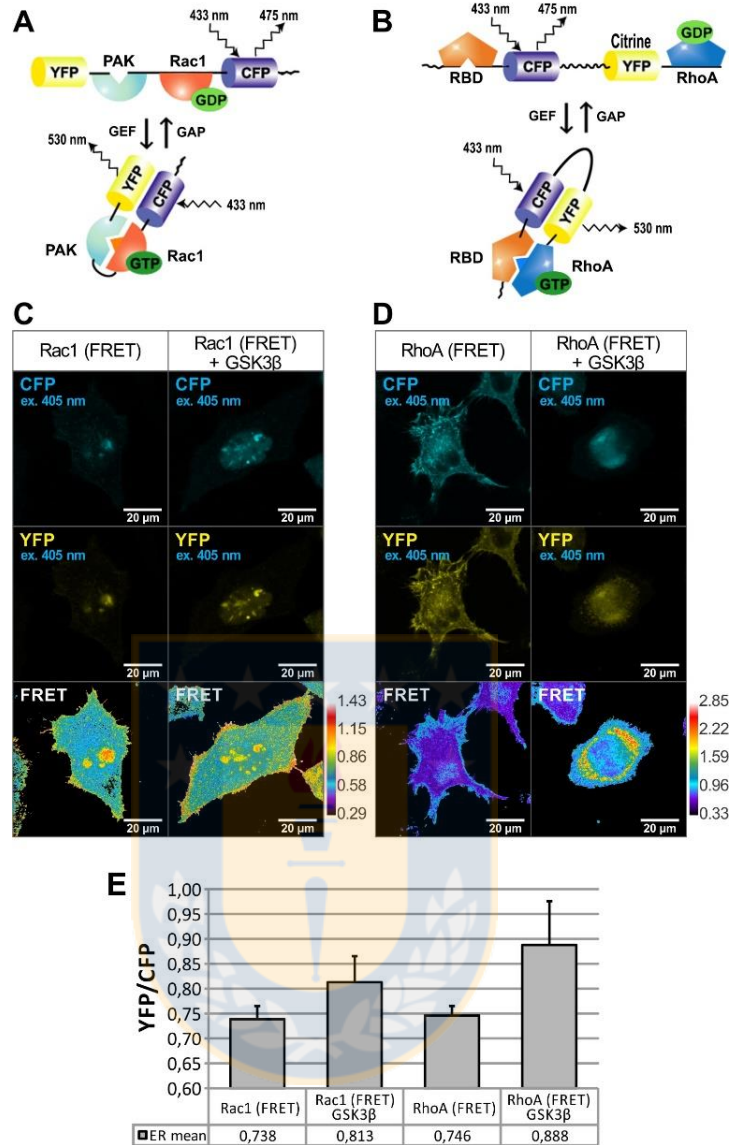 A
433 nm
475 nm
YFP
PAK
Rac1
CFP
GDP
GEF
GAP
530 nm
YFP
CFP
433 nm
PAK
Rac1
GTP
B
433 nm
475 nm
Citrine
GDP
RBD
CFP
YFP
RhoA
GEF
GAP
433 nm
CFP
YFP
530 nm
RBD
RhoA
GTP
C
Rac1 (FRET)
Rac1 (FRET)
+ GSK3β
CFP
ex. 405 nm
20 µm
CFP
ex. 405 nm
20 µm
YFP
ex. 405 nm
20 µm
YFP
ex. 405 nm
20 µm
FRET
20 µm
FRET
20 µm
1.43
1.15
0.86
0.58
0.29
D
RhoA (FRET)
RhoA (FRET)
+ GSK3β
CFP
ex. 405 nm
20 µm
CFP
ex. 405 nm
20 µm
YFP
ex. 405 nm
20 µm
YFP
ex. 405 nm
20 µm
FRET
20 µm
FRET
20 µm
2.85
2.22
1.59
0.96
0.33
E
YFP/CFP
1,00
0,95
0,90
0,85
0,80
0,75
0,70
0,65
0,60
Rac1 (FRET)
Rac1 (FRET)
GSK3β
RhoA (FRET)
RhoA (FRET)
GSK3β
ER mean 0,738 0,813 0,746 0,888